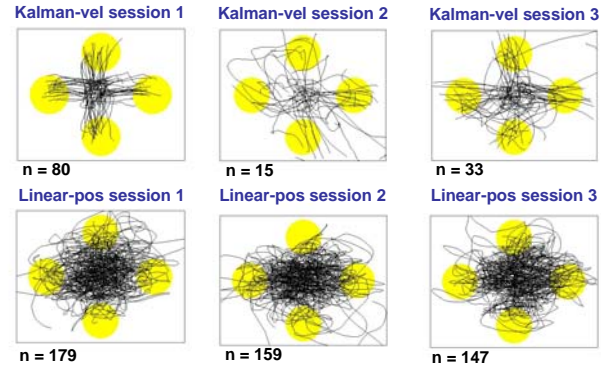 Kalman-vel session 1
Kalman-vel session 2
Kalman-vel session 3
n = 80
n = 15
n = 33
Linear-pos session 1
Linear-pos session 2
Linear-pos session 3
n = 179
n = 159
n = 147